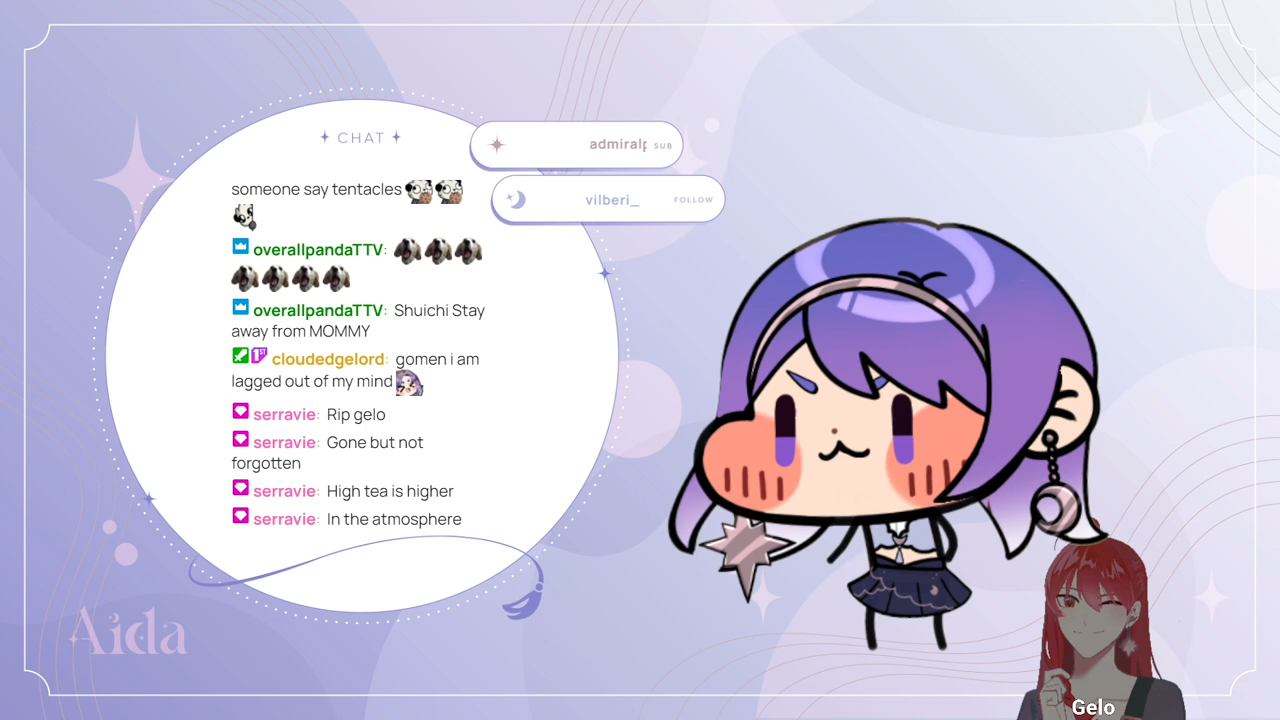 CHAT
someone say tentacles
overallpandaTTV:
overallpandaTTV: Shuichi Stay
away from MOMMY
1ST cloudedgelord: gomen i am
lagged out of my mind
serravie: Rip gelo
serravie: Gone but not
forgotten
serravie: High tea is higher
serravie: In the atmosphere
SUB
vilberi_ FOLLOW
Aida
Gelo